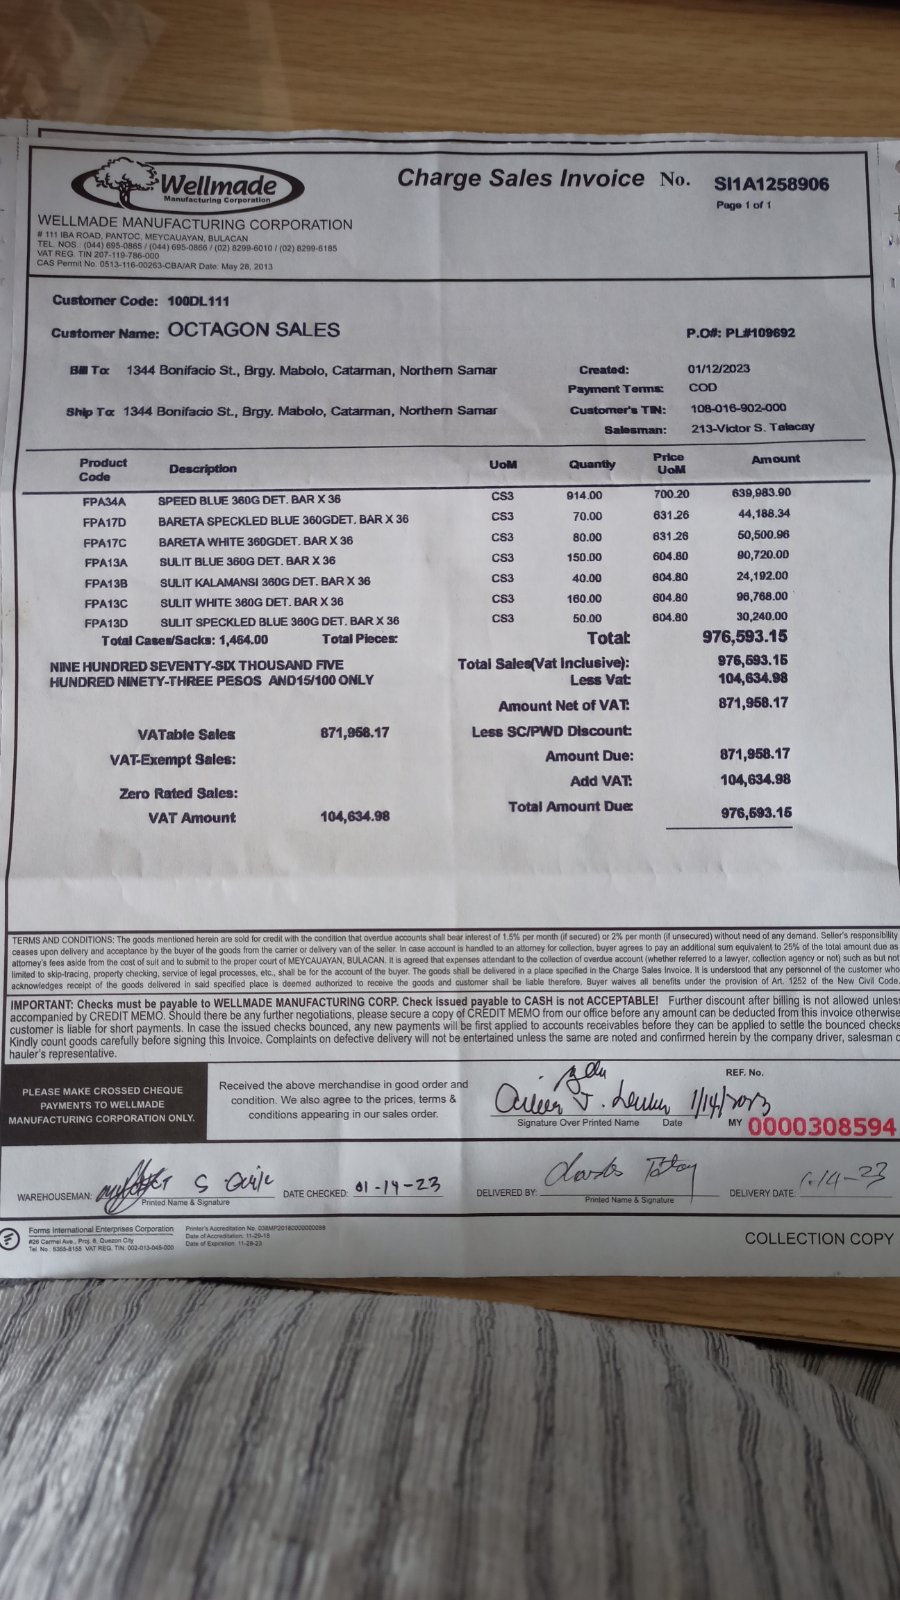 Wellmade
Manufacturing Corporation
Charge Sales Invoice No. SI1A1258906
Page 1 of 1
WELLMADE MANUFACTURING CORPORATION
# 111 IBA ROAD, PANTOC, MEYCAUAYAN, BULACAN
TEL. NOS.: (044) 695-0865 / (044) 695-0866 / (02) 8299-6010 / (02) 8299-6185
VAT REG. TIN 207-119-786-000
CAS Permit No. 0513-116-00263-CBA/AR Date: May 28, 2013
Customer Code: 100DL111
Customer Name: OCTAGON SALES
P.O#: PL#109692
Bill To: 1344 Bonifacio St., Brgy. Mabolo, Catarman, Northern Samar
Created: 01/12/2023
Payment Terms: COD
Ship To: 1344 Bonifacio St., Brgy. Mabolo, Catarman, Northern Samar
Customer's TIN: 108-016-902-000
Salesman: 213-Victor S. Talacay
Product Code Description UoM Quantity Price UoM Amount
FPA34A SPEED BLUE 360G DET. BAR X 36 CS3 914.00 700.20 639,983.90
FPA17D BARETA SPECKLED BLUE 360GDET. BAR X 36 CS3 70.00 631.26 44,188.34
FPA17C BARETA WHITE 360GDET. BAR X 36 CS3 80.00 631.26 50,500.96
FPA13A SULIT BLUE 360G DET. BAR X 36 CS3 150.00 604.80 90,720.00
FPA13B SULIT KALAMANSI 360G DET. BAR X 36 CS3 40.00 604.80 24,192.00
FPA13C SULIT WHITE 360G DET. BAR X 36 CS3 160.00 604.80 96,768.00
FPA13D SULIT SPECKLED BLUE 360G DET. BAR X 36 CS3 50.00 604.80 30,240.00
Total Cases/Sacks: 1,464.00 Total Pieces: Total: 976,593.15
NINE HUNDRED SEVENTY-SIX THOUSAND FIVE
HUNDRED NINETY-THREE PESOS AND15/100 ONLY
Total Sales(Vat Inclusive): 976,593.15
Less Vat: 104,634.98
Amount Net of VAT: 871,958.17
VATable Sales 871,958.17
Less SC/PWD Discount:
VAT-Exempt Sales:
Amount Due: 871,958.17
Add VAT: 104,634.98
Zero Rated Sales:
Total Amount Due: 976,593.15
VAT Amount 104,634.98
TERMS AND CONDITIONS: The goods mentioned herein are sold for credit with the condition that overdue accounts shall bear interest of 1.5% per month (if secured) or 2% per month (if unsecured) without need of any demand. Seller's responsibility
ceases upon delivery and acceptance by the buyer of the goods from the carrier or delivery van of the seller. In case account is handed to an attorney for collection, buyer agrees to pay an additional sum equivalent to 25% of the total amount due as
attorney's fees aside from the cost of suit and to submit to the proper court of MEYCAUAYAN, BULACAN. It is agreed that expenses attendant to the collection of overdue account (whether referred to a lawyer, collection agency or not) such as but not
limited to skip-tracing, property checking, service of legal processes, etc., shall be for the account of the buyer. The goods shall be delivered in a place specified in the Charge Sales Invoice. It is understood that any personnel of the customer who
acknowledges receipt of the goods delivered in said specified place is deemed authorized to receive the goods and customer shall be liable therefore. Buyer waives all benefits under the provision of Art. 1252 of the New Civil Code.
IMPORTANT: Checks must be payable to WELLMADE MANUFACTURING CORP. Check issued payable to CASH is not ACCEPTABLE! Further discount after billing is not allowed unless
accompanied by CREDIT MEMO. Should there be any further negotiations, please secure a copy of CREDIT MEMO from our office before any amount can be deducted from this invoice otherwise
customer is liable for short payments. In case the issued checks bounced, any new payments will be first applied to accounts receivables before they can be applied to settle the bounced checks
Kindly count goods carefully before signing this Invoice. Complaints on defective delivery will not be entertained unless the same are noted and confirmed herein by the company driver, salesman o
hauler's representative.
PLEASE MAKE CROSSED CHEQUE
PAYMENTS TO WELLMADE
MANUFACTURING CORPORATION ONLY.
Received the above merchandise in good order and
condition. We also agree to the prices, terms &
conditions appearing in our sales order.
1/14/2023
Signature Over Printed Name Date
REF. No.
MY 0000308594
WAREHOUSEMAN:
Printed Name & Signature
DATE CHECKED: 01-14-23
DELIVERED BY:
Printed Name & Signature
DELIVERY DATE: 1-14-23
Forms International Enterprises Corporation
#26 Carmel Ave., Proj. 6, Quezon City
Tel No.: 8365-8155 VAT REG. TIN: 002-013-045-000
Printer's Accreditation No. 038MP20180000000088
Date of Accreditation: 11-29-18
Date of Expiration: 11-28-23
COLLECTION COPY